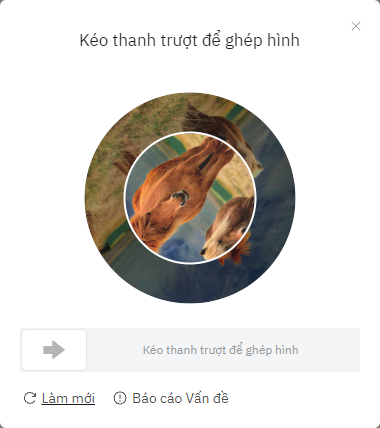 Kéo thanh trượt để ghép hình
Kéo thanh trượt để ghép hình
Làm mới
Báo cáo Vấn đề